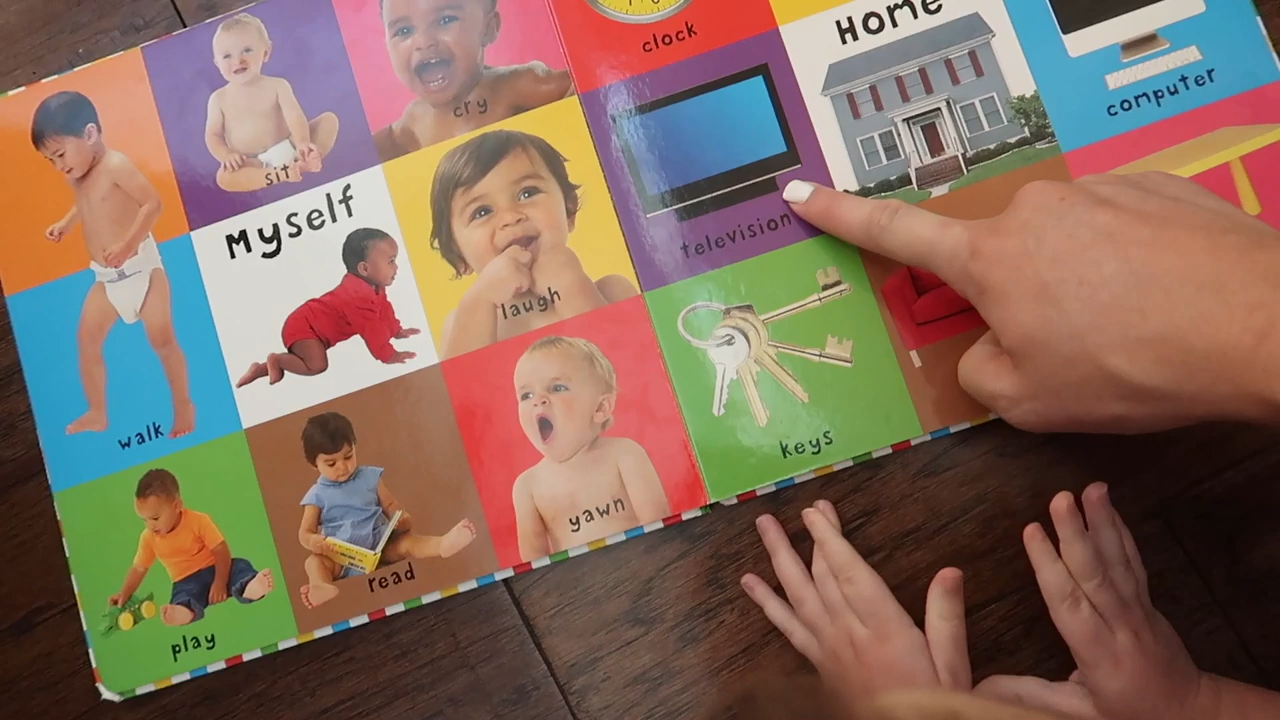 sit
cry
walk
Myself
laugh
play
read
yawn
clock
Home
television
computer
keys